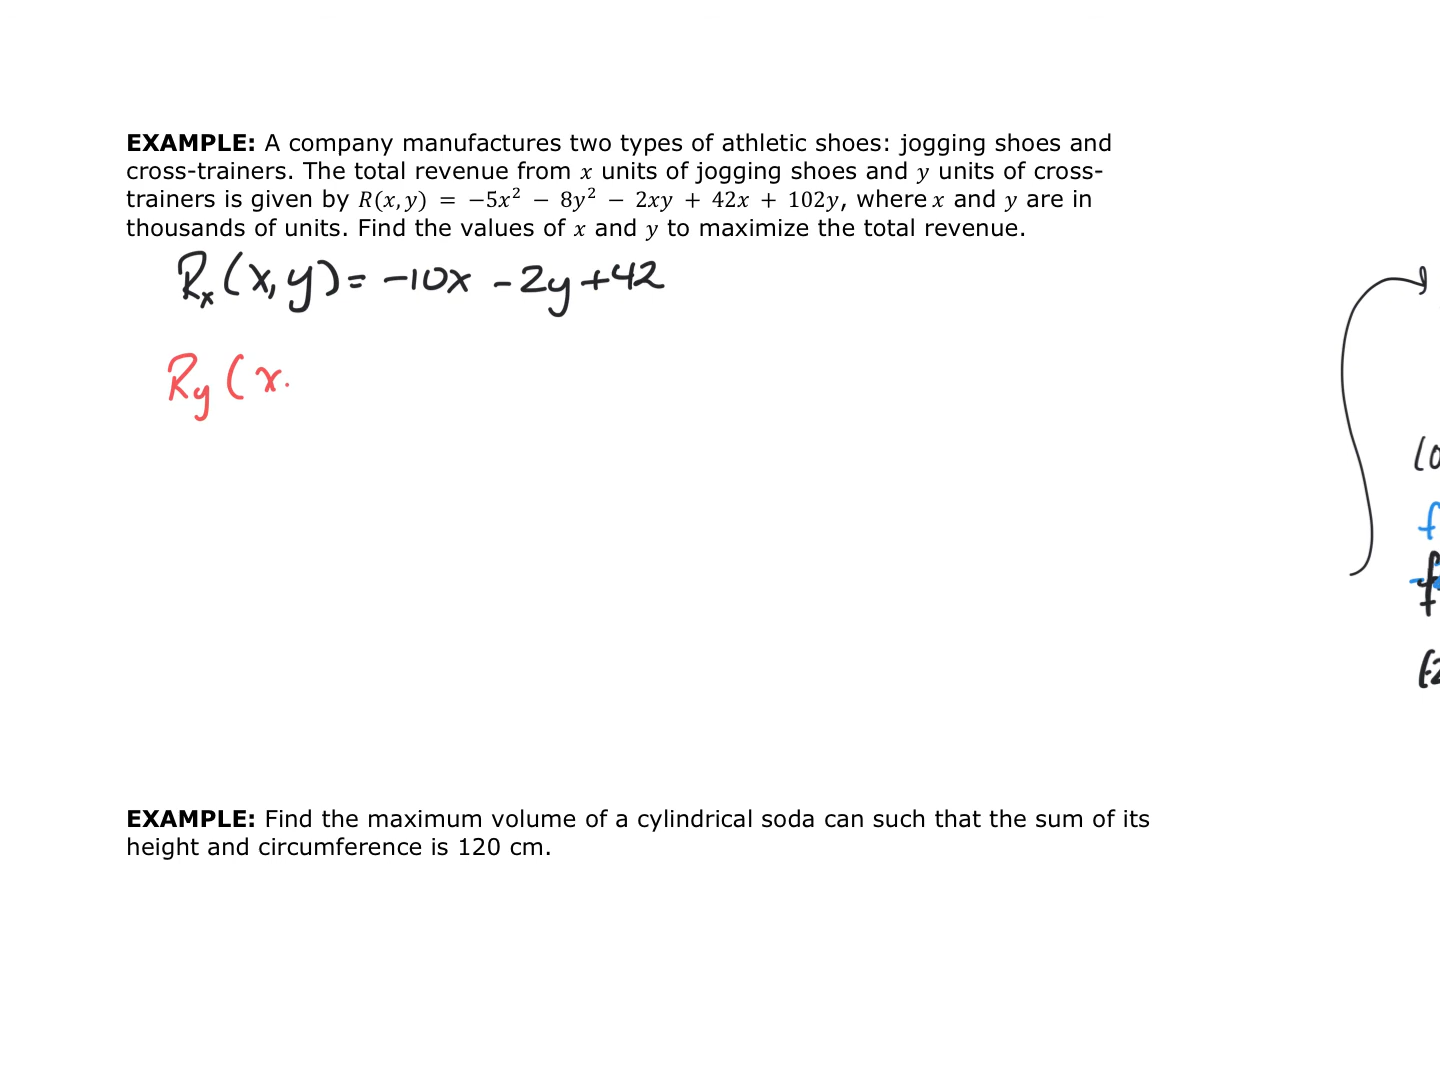 EXAMPLE: A company manufactures two types of athletic shoes: jogging shoes and
cross-trainers. The total revenue from x units of jogging shoes and y units of cross-
trainers is given by R(x, y) = −5x² − 8y² − 2xy + 42x + 102y, where x and y are in
thousands of units. Find the values of x and y to maximize the total revenue.
Rₓ(x, y) = −10x − 2y + 42
Ry (x.
EXAMPLE: Find the maximum volume of a cylindrical soda can such that the sum of its
height and circumference is 120 cm.